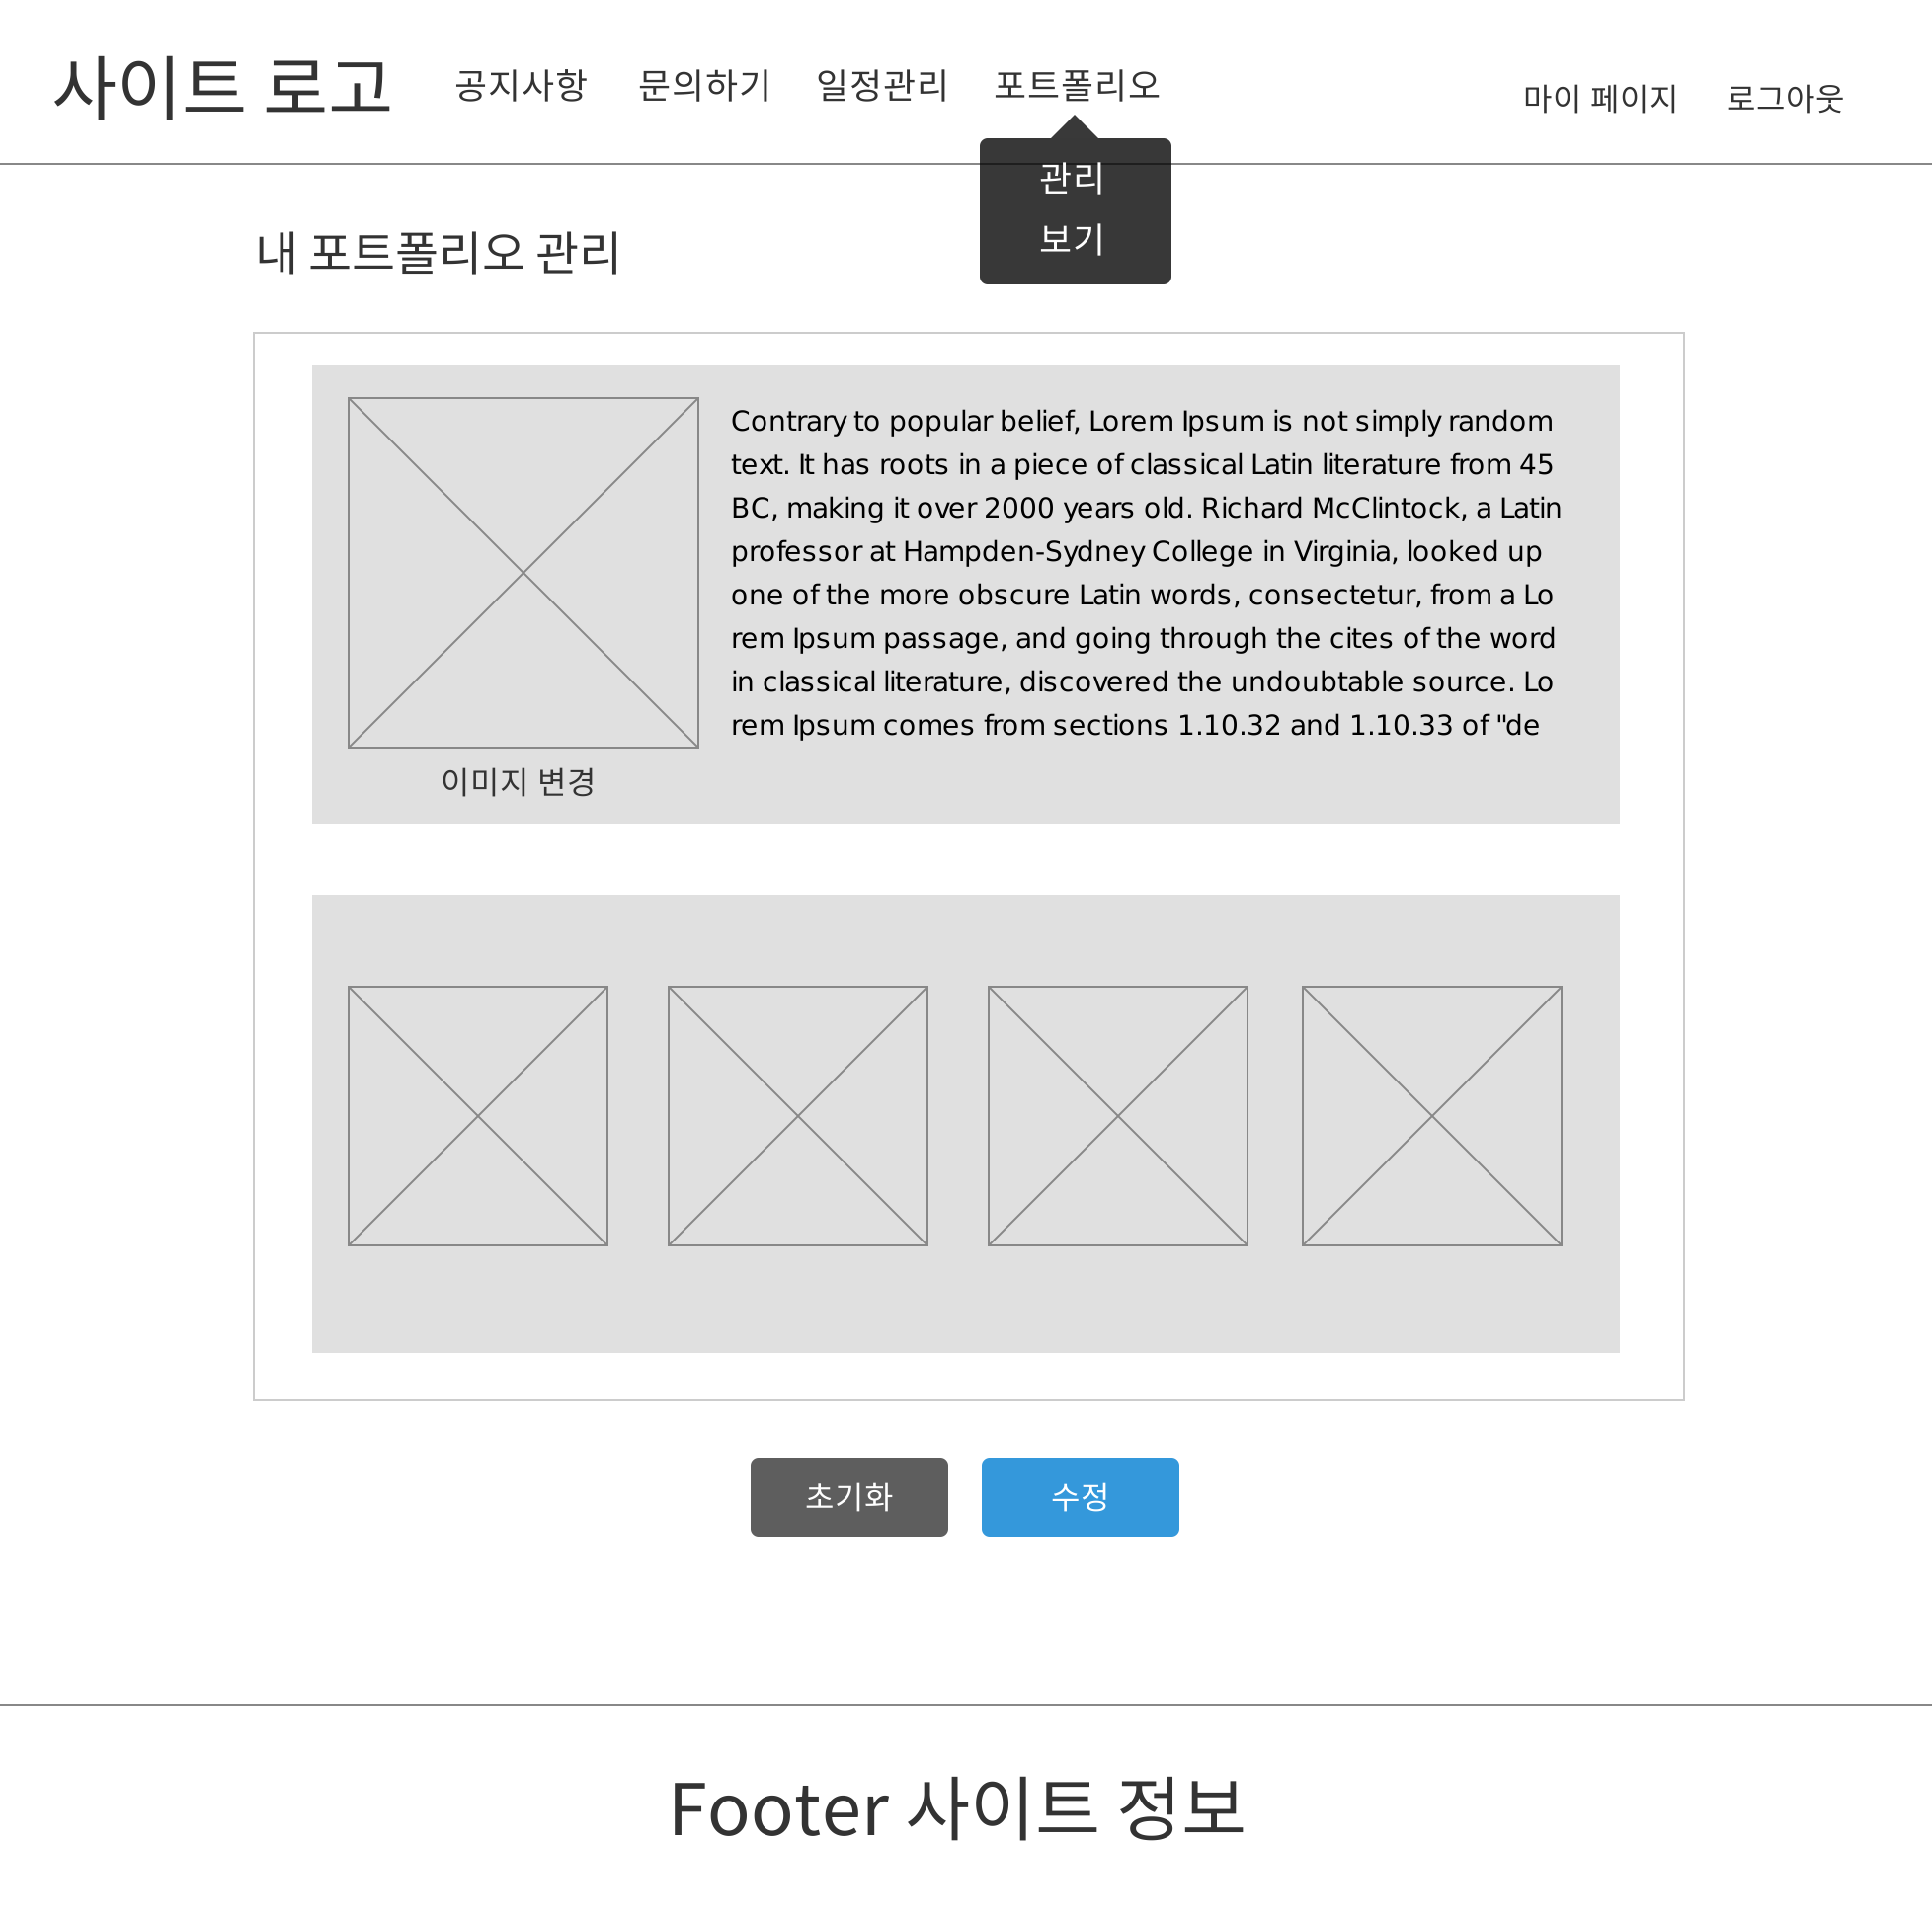 사이트 로고
공지사항
문의하기
일정관리
포트폴리오
마이 페이지
로그아웃
관리
보기
내 포트폴리오 관리
Contrary to popular belief, Lorem Ipsum is not simply random
text. It has roots in a piece of classical Latin literature from 45
BC, making it over 2000 years old. Richard McClintock, a Latin
professor at Hampden-Sydney College in Virginia, looked up
one of the more obscure Latin words, consectetur, from a Lo
rem Ipsum passage, and going through the cites of the word
in classical literature, discovered the undoubtable source. Lo
rem Ipsum comes from sections 1.10.32 and 1.10.33 of "de
이미지 변경
초기화
수정
Footer 사이트 정보